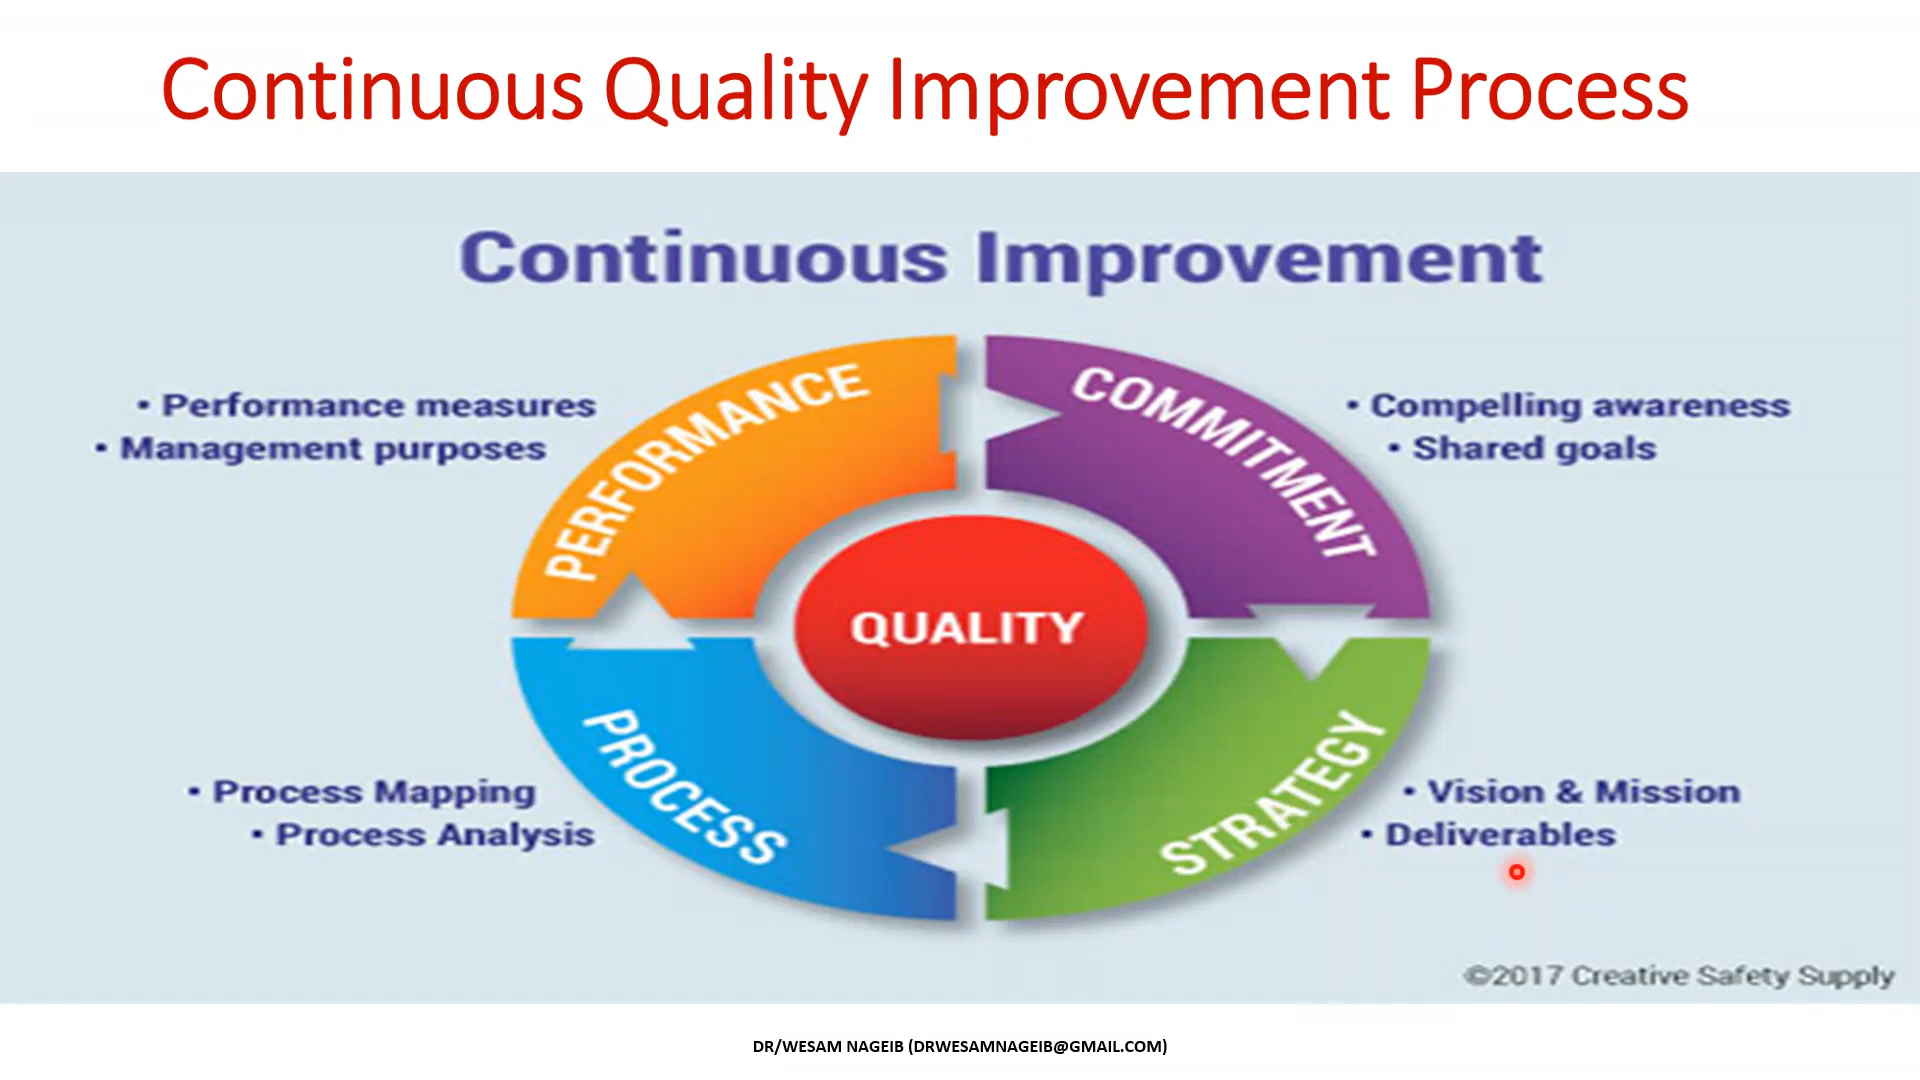 Continuous Quality Improvement Process
Continuous Improvement
PERFORMANCE
• Performance measures
• Management purposes
COMMITMENT
• Compelling awareness
• Shared goals
QUALITY
PROCESS
• Process Mapping
• Process Analysis
STRATEGY
• Vision & Mission
• Deliverables
©2017 Creative Safety Supply
DR/WESAM NAGEIB (DRWESAMNAGEIB@GMAIL.COM)